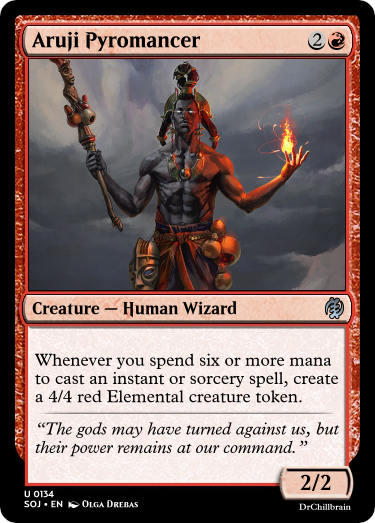 Aruji Pyromancer 2
Creature — Human Wizard
Whenever you spend six or more mana
to cast an instant or sorcery spell, create
a 4/4 red Elemental creature token.
“The gods may have turned against us, but
their power remains at our command.”
2/2
U 0134
SOJ • EN Olga Drebas
DrChillbrain